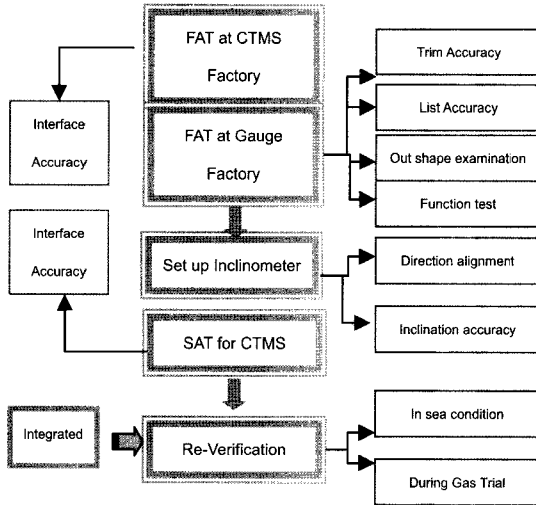 FAT at CTMS
Factory
Trim Accuracy
List Accuracy
Interface
Accuracy
FAT at Gauge
Factory
Out shape examination
Function test
Interface
Accuracy
Set up Inclinometer
Direction alignment
Inclination accuracy
SAT for CTMS
In sea condition
Integrated
Re-Verification
During Gas Trial